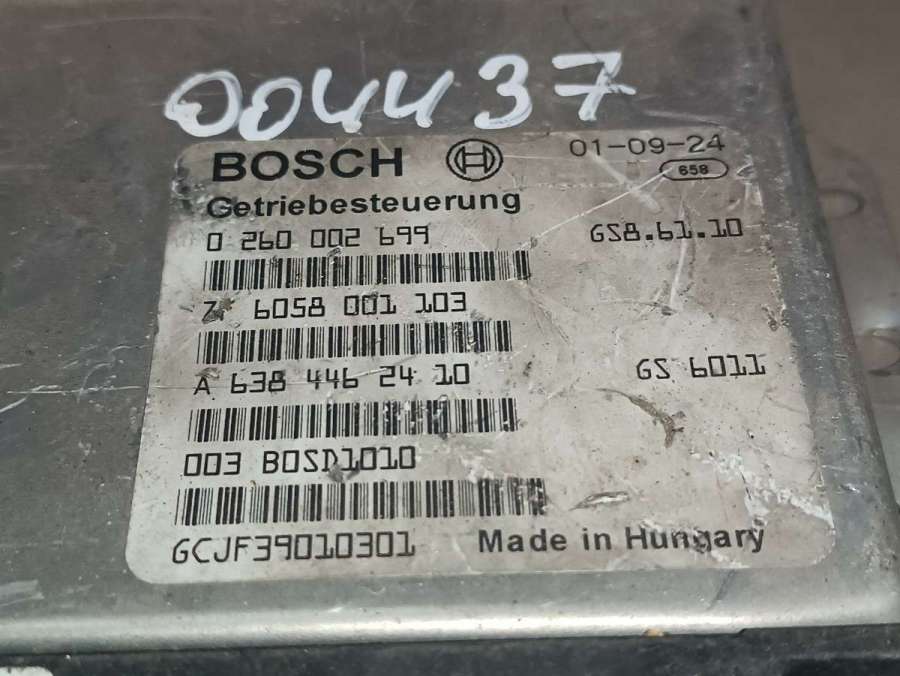 004437
BOSCH 01-09-24
658
Getriebesteuerung
0 260 002 699 GS8.61.10
6058 001 103
A 638 446 24 10 GS 6011
003 BOSD1010
GCJF39010301 Made in Hungary